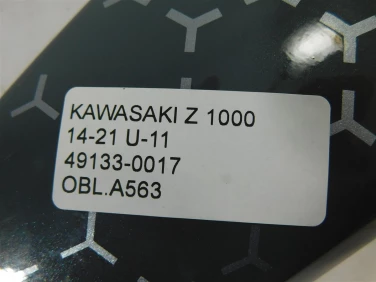 KAWASAKI Z 1000
14-21 U-11
49133-0017
OBL.A563